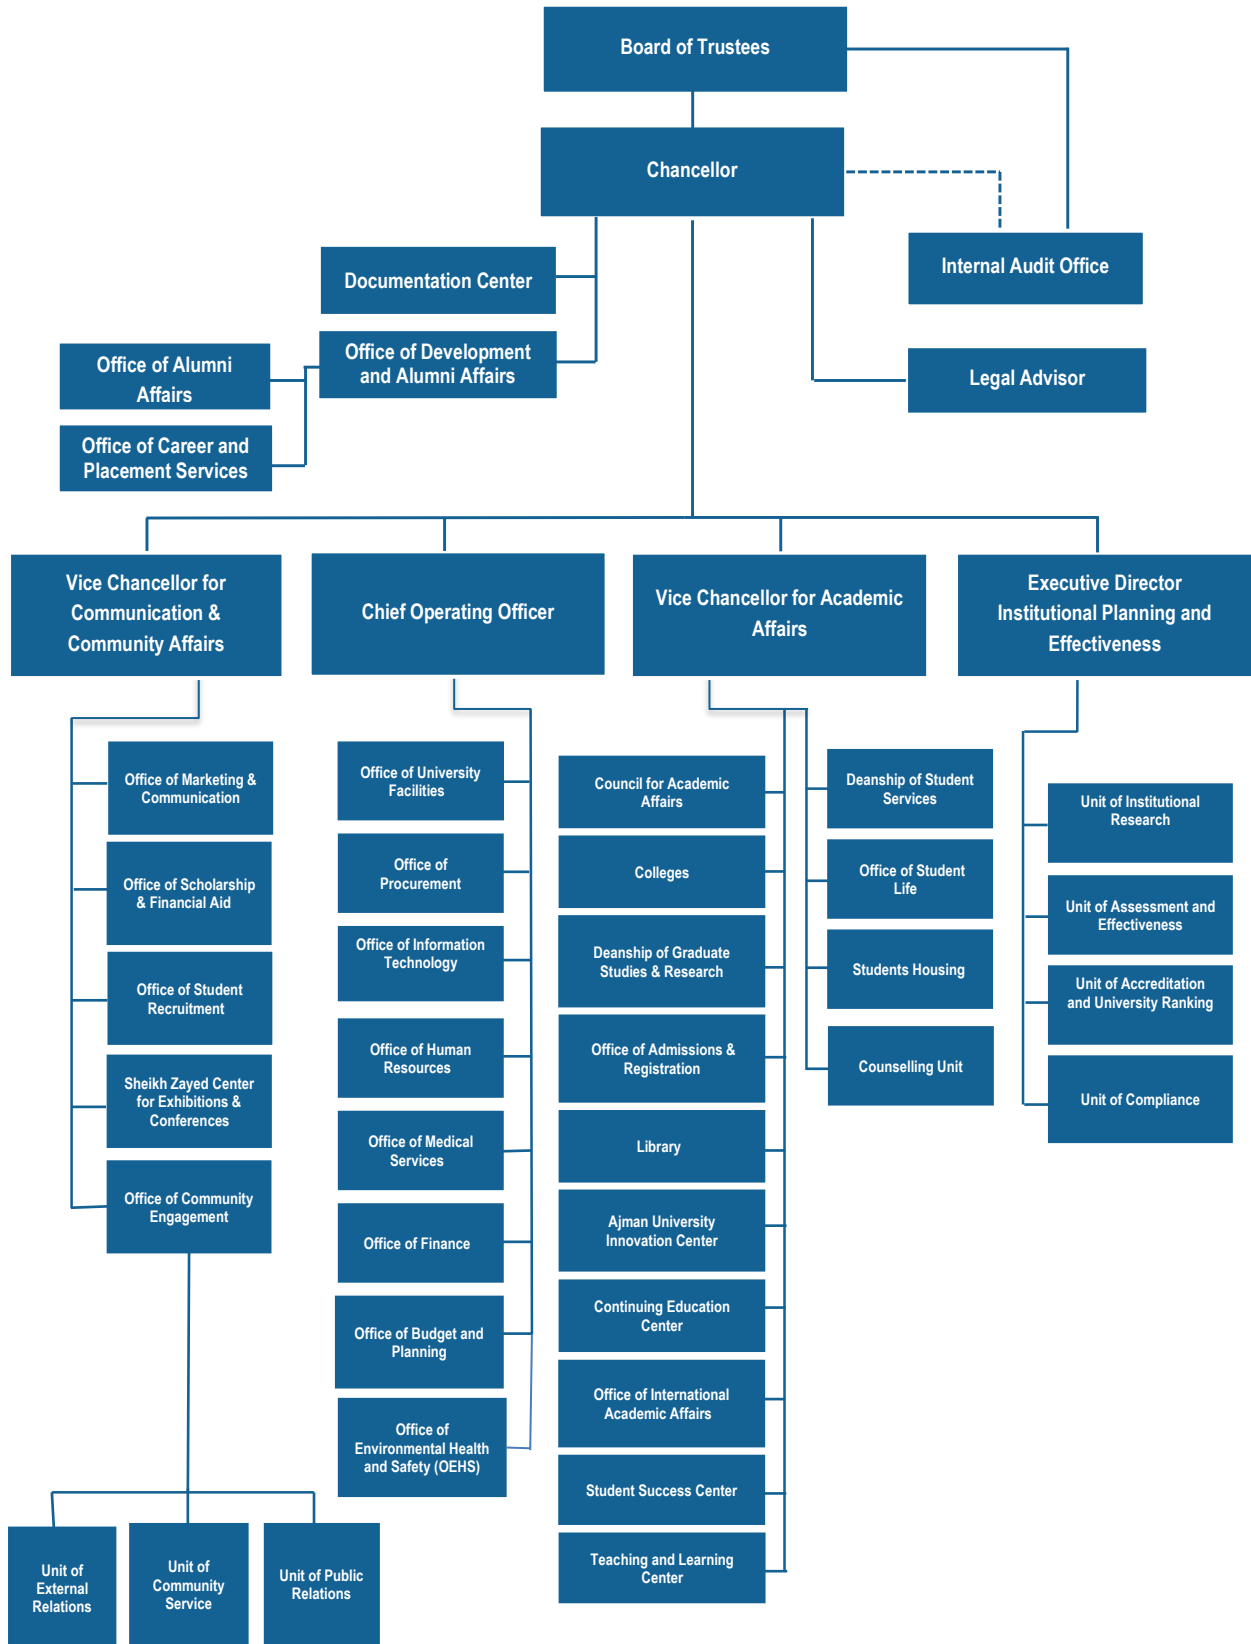 Board of Trustees
Chancellor
Documentation Center
Internal Audit Office
Office of Development
and Alumni Affairs
Office of Alumni
Affairs
Legal Advisor
Office of Career and
Placement Services
Vice Chancellor for
Communication &
Community Affairs
Chief Operating Officer
Vice Chancellor for Academic
Affairs
Executive Director
Institutional Planning and
Effectiveness
Office of Marketing &
Communication
Office of Scholarship
& Financial Aid
Office of Student
Recruitment
Sheikh Zayed Center
for Exhibitions &
Conferences
Office of Community
Engagement
Unit of
External
Relations
Unit of
Community
Service
Unit of Public
Relations
Office of University
Facilities
Office of
Procurement
Office of Information
Technology
Office of Human
Resources
Office of Medical
Services
Office of Finance
Office of Budget and
Planning
Office of
Environmental Health
and Safety (OEHS)
Council for Academic
Affairs
Colleges
Deanship of Graduate
Studies & Research
Office of Admissions &
Registration
Library
Ajman University
Innovation Center
Continuing Education
Center
Office of International
Academic Affairs
Student Success Center
Teaching and Learning
Center
Deanship of Student
Services
Office of Student
Life
Students Housing
Counselling Unit
Unit of Institutional
Research
Unit of Assessment and
Effectiveness
Unit of Accreditation
and University Ranking
Unit of Compliance